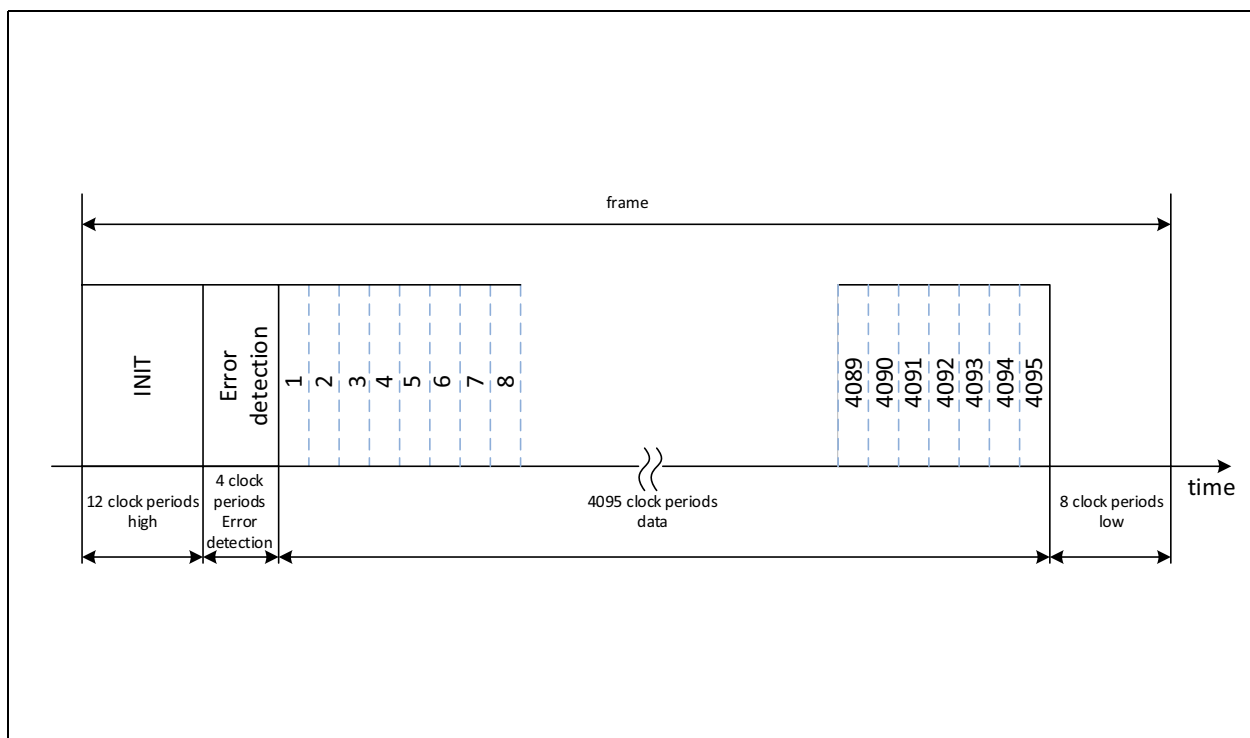 frame
INIT
Error
detection
1
2
3
4
5
6
7
8
4089
4090
4091
4092
4093
4094
4095
time
12 clock periods
high
4 clock
periods
Error
detection
4095 clock periods
data
8 clock periods
low